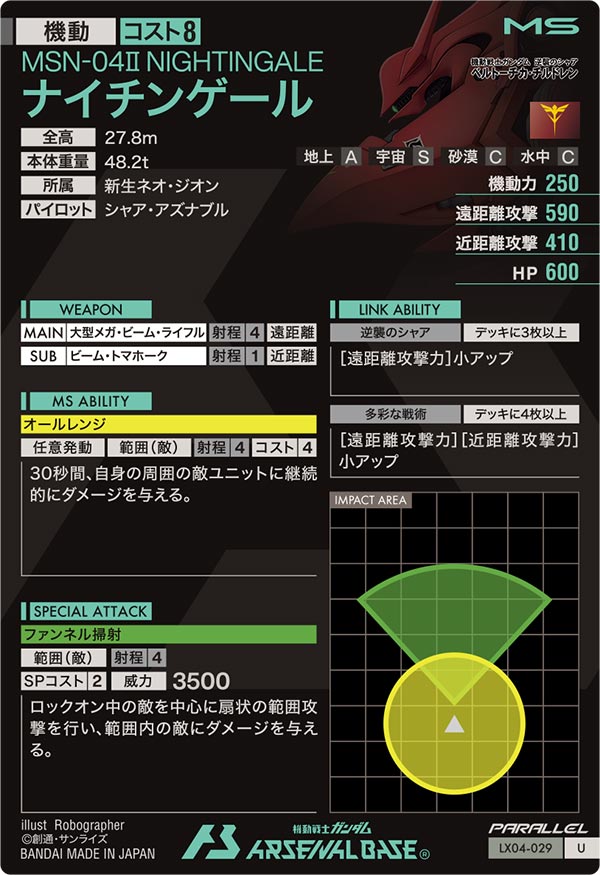 機動 コスト8 MS
MSN-04II NIGHTINGALE
ナイチンゲール
機動戦士ガンダム 逆襲のシャア
ベルトーチカ・チルドレン
全高 27.8m
本体重量 48.2t
所属 新生ネオ・ジオン
パイロット シャア・アズナブル
地上 A 宇宙 S 砂漠 C 水中 C
機動力 250
遠距離攻撃 590
近距離攻撃 410
HP 600
WEAPON
MAIN 大型メガ・ビーム・ライフル 射程 4 遠距離
SUB ビーム・トマホーク 射程 1 近距離
MS ABILITY
オールレンジ
任意発動 範囲(敵) 射程 4 コスト 4
30秒間、自身の周囲の敵ユニットに継続
的にダメージを与える。
SPECIAL ATTACK
ファンネル掃射
範囲(敵) 射程 4
SPコスト 2 威力 3500
ロックオン中の敵を中心に扇状の範囲攻
撃を行い、範囲内の敵にダメージを与え
る。
LINK ABILITY
逆襲のシャア デッキに3枚以上
[遠距離攻撃力]小アップ
多彩な戦術 デッキに4枚以上
[遠距離攻撃力][近距離攻撃力]
小アップ
IMPACT AREA
illust Robographer
©創通・サンライズ
BANDAI MADE IN JAPAN
機動戦士ガンダム
ARSENAL BASE®
PARALLEL
LX04-029 U